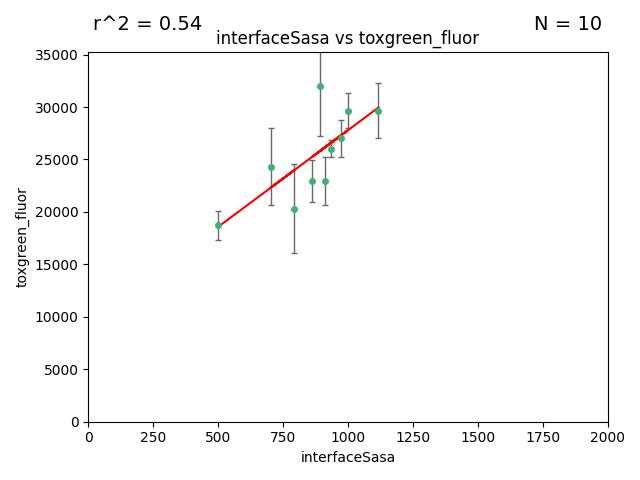 r^2 = 0.54
N = 10
interfaceSasa vs toxgreen_fluor
35000
30000
25000
20000
15000
10000
5000
0
toxgreen_fluor
0 250 500 750 1000 1250 1500 1750 2000
interfaceSasa